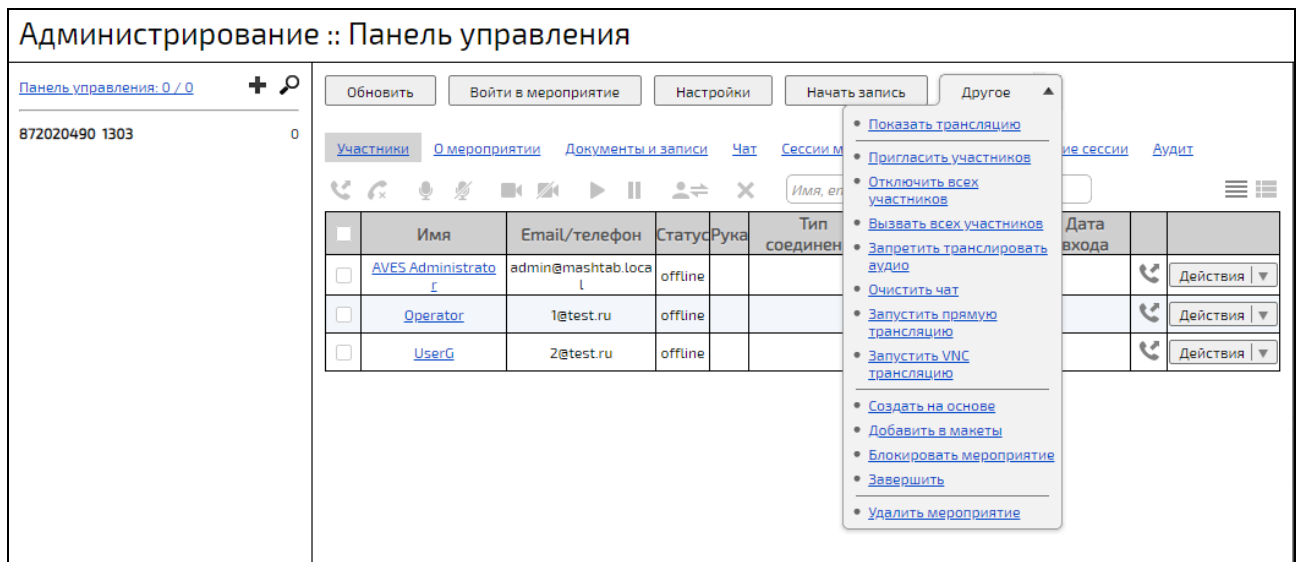 Администрирование :: Панель управления
Панель управления: 0 / 0
872020490 1303 0
Обновить Войти в мероприятие Настройки Начать запись Другое
Участники О мероприятии Документы и записи Чат Сессии сессии Аудит
Имя,
Имя Email/телефон Статус Рука Тип Дата входа
AVES Administrato
r
admin@mashtab.loca
l
offline Действия
Operator 1@test.ru offline Действия
UserG 2@test.ru offline Действия
Показать трансляцию
Пригласить участников
Отключить всех
участников
Вызвать всех участников
Запретить транслировать
аудио
Очистить чат
Запустить прямую
трансляцию
Запустить VNC
трансляцию
Создать на основе
Добавить в макеты
Блокировать мероприятие
Завершить
Удалить мероприятие